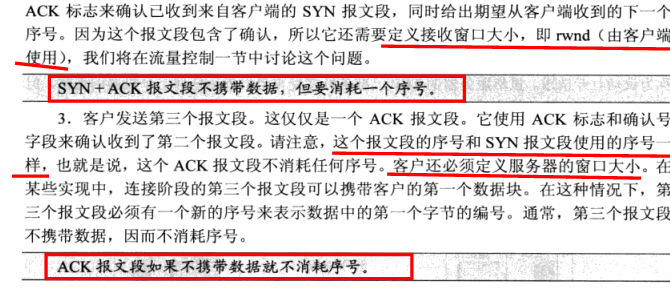 ACK 标志来确认已收到来自客户端的 SYN 报文段，同时给出期望从客户端收到的下一个
序号。因为这个报文段包含了确认，所以它还需要定义接收窗口大小，即 rwnd（由客户端
使用），我们将在流量控制一节中讨论这个问题。
SYN + ACK 报文段不携带数据，但要消耗一个序号。
3．客户发送第三个报文段。这仅仅是一个 ACK 报文段。它使用 ACK 标志和确认号
字段来确认收到了第二个报文段。请注意，这个报文段的序号和 SYN 报文段使用的序号一
样，也就是说，这个 ACK 报文段不消耗任何序号。客户还必须定义服务器的窗口大小。在
某些实现中，连接阶段的第三个报文段可以携带客户的第一个数据块。在这种情况下，第
三个报文段必须有一个新的序号来表示数据中的第一个字节的编号。通常，第三个报文段
不携带数据，因而不消耗序号。
ACK 报文段如果不携带数据就不消耗序号。